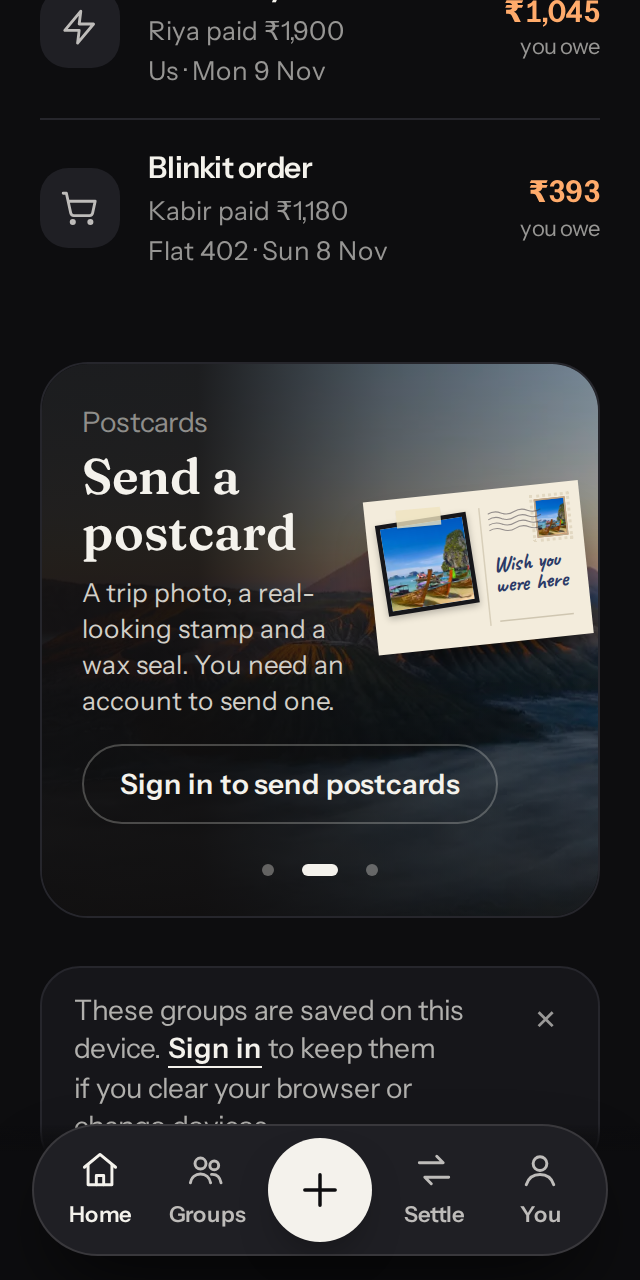 ₹1,045
Riya paid ₹1,900
you owe
Us · Mon 9 Nov
Blinkit order
₹393
Kabir paid ₹1,180
you owe
Flat 402 · Sun 8 Nov
Postcards
Send a
postcard
A trip photo, a real-
looking stamp and a
wax seal. You need an
account to send one.
Wish you
were here
Sign in to send postcards
These groups are saved on this
device. Sign in to keep them
if you clear your browser or
change devices.
Home
Groups
Settle
You